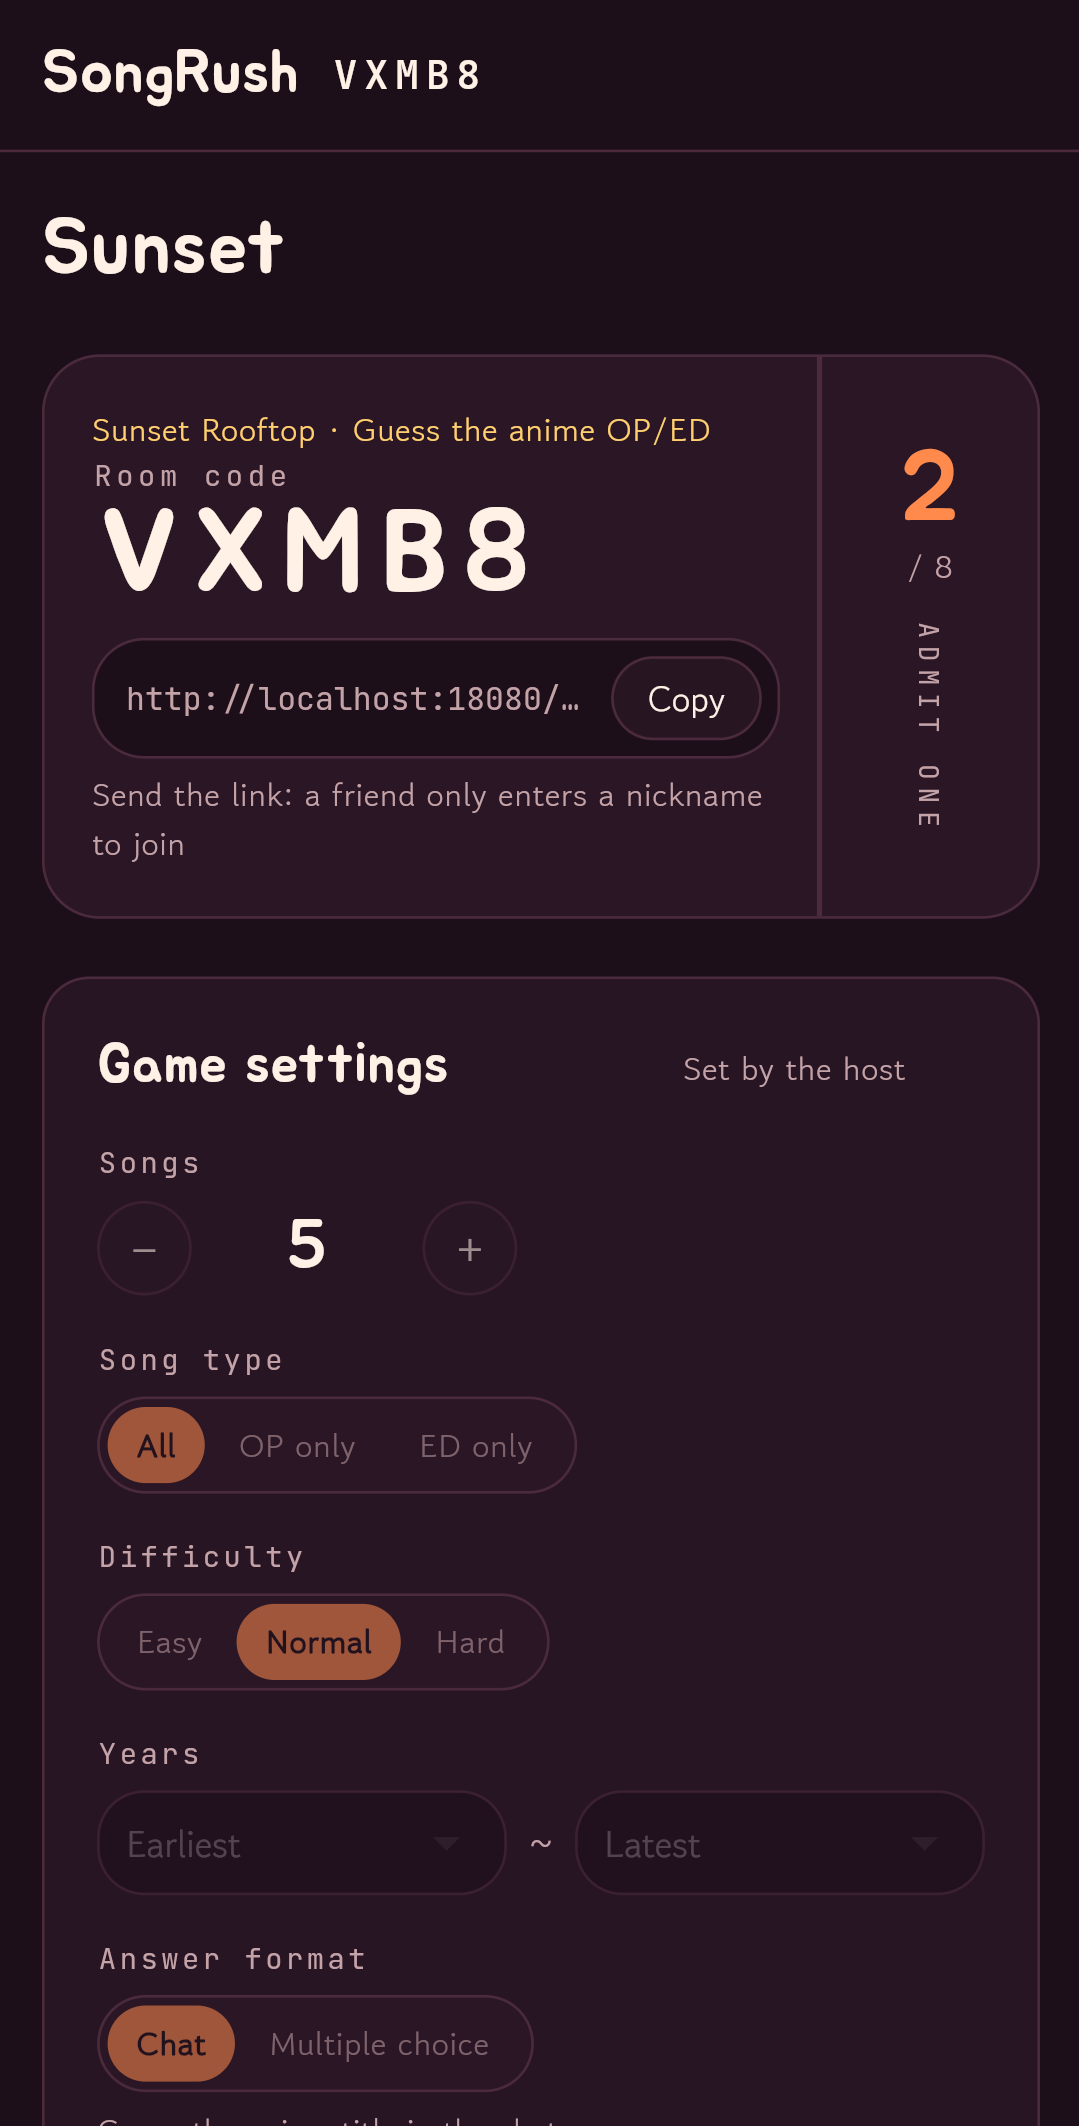 SongRush VXMB8
Sunset
Sunset Rooftop · Guess the anime OP/ED
Room code
VXMB8
http://localhost:18080/…
Copy
Send the link: a friend only enters a nickname
to join
2
/ 8
ADMIT ONE
Game settings
Set by the host
Songs
– 5 +
Song type
All OP only ED only
Difficulty
Easy Normal Hard
Years
Earliest ~ Latest
Answer format
Chat Multiple choice